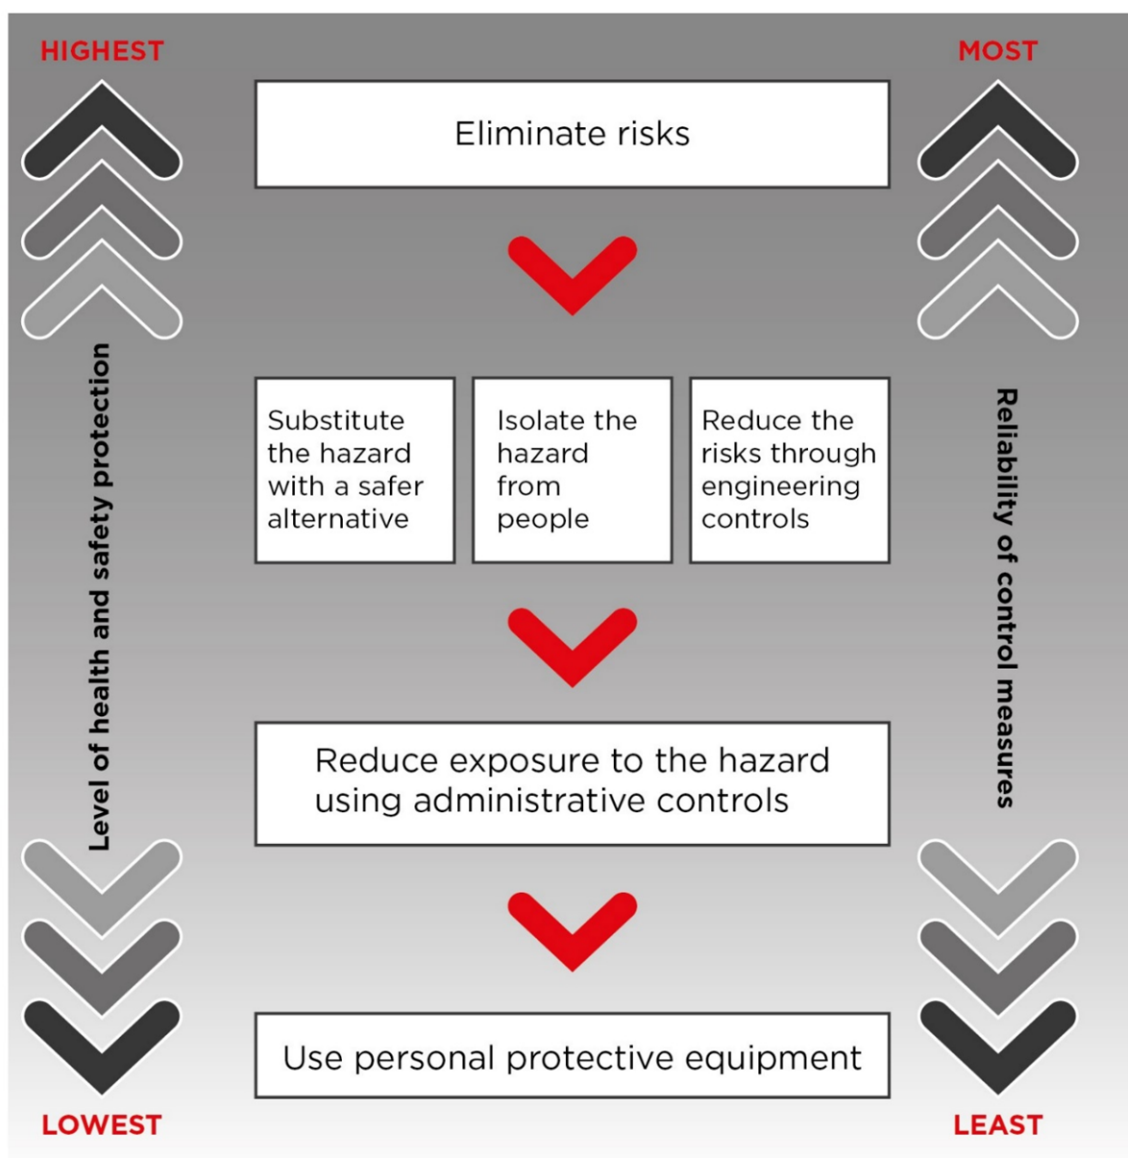 HIGHEST
MOST
Eliminate risks
Substitute
the hazard
with a safer
alternative
Isolate the
hazard
from
people
Reduce the
risks through
engineering
controls
Level of health and safety protection
Reliability of control measures
Reduce exposure to the hazard
using administrative controls
Use personal protective equipment
LOWEST
LEAST